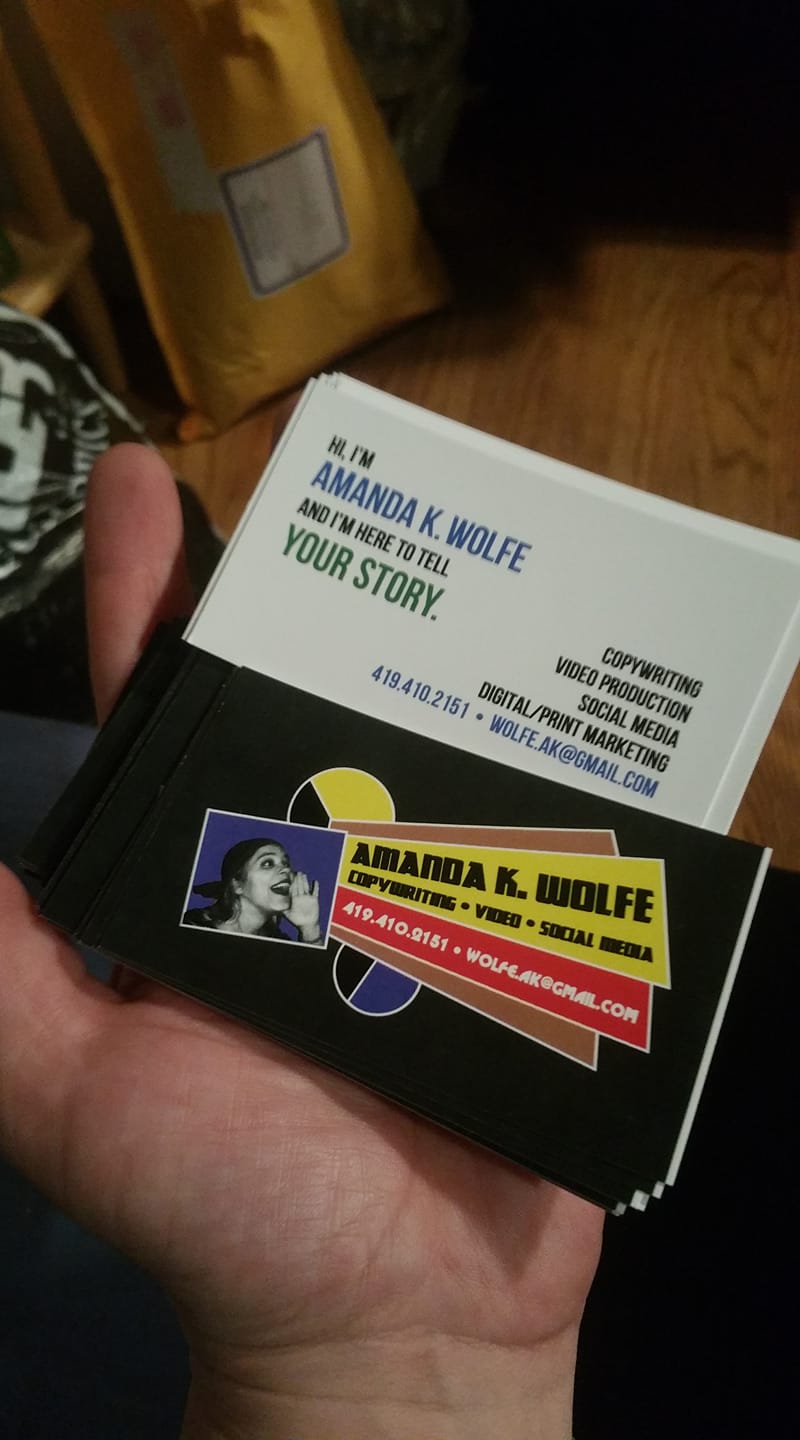 HI, I'M
AMANDA K. WOLFE
AND I'M HERE TO TELL
YOUR STORY.
COPYWRITING
VIDEO PRODUCTION
SOCIAL MEDIA
DIGITAL/PRINT MARKETING
419.410.2151 • WOLFE.AK@GMAIL.COM
AMANDA K. WOLFE
COPYWRITING • VIDEO • SOCIAL MEDIA
419.410.2151 • WOLFE.AK@GMAIL.COM